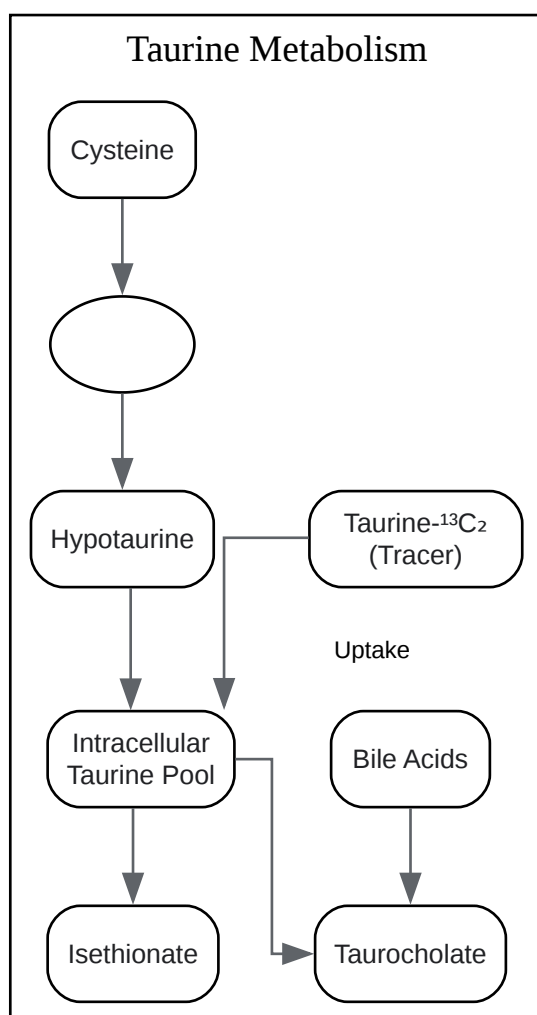 Taurine Metabolism
Cysteine
Hypotaurine
Taurine-¹³C₂
(Tracer)
Uptake
Intracellular
Taurine Pool
Bile Acids
Isethionate
Taurocholate